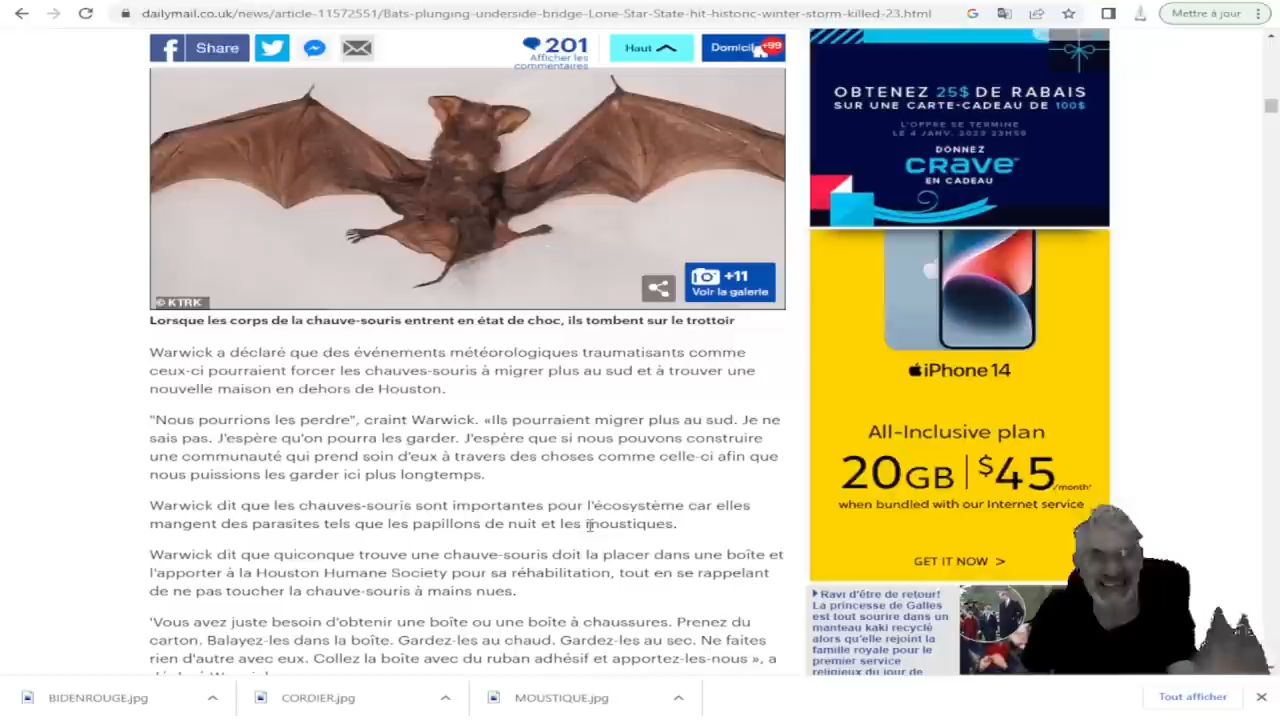 dailymail.co.uk/news/article-11572551/Bats-plunging-underside-bridge-Lone-Star-State-hit-historic-winter-storm-killed-23.html
Mettre à jour
Share
201
Afficher les
commentaires
Haut
Domicil
+99
© KTRK
+11
Voir la galerie
Lorsque les corps de la chauve-souris entrent en état de choc, ils tombent sur le trottoir
Warwick a déclaré que des événements météorologiques traumatisants comme
ceux-ci pourraient forcer les chauves-souris à migrer plus au sud et à trouver une
nouvelle maison en dehors de Houston.
"Nous pourrions les perdre", craint Warwick. «Ils pourraient migrer plus au sud. Je ne
sais pas. J'espère qu'on pourra les garder. J'espère que si nous pouvons construire
une communauté qui prend soin d'eux à travers des choses comme celle-ci afin que
nous puissions les garder ici plus longtemps.
Warwick dit que les chauves-souris sont importantes pour l'écosystème car elles
mangent des parasites tels que les papillons de nuit et les moustiques.
Warwick dit que quiconque trouve une chauve-souris doit la placer dans une boîte et
l'apporter à la Houston Humane Society pour sa réhabilitation, tout en se rappelant
de ne pas toucher la chauve-souris à mains nues.
'Vous avez juste besoin d'obtenir une boîte ou une boîte à chaussures. Prenez du
carton. Balayez-les dans la boîte. Gardez-les au chaud. Gardez-les au sec. Ne faites
rien d'autre avec eux. Collez la boîte avec du ruban adhésif et apportez-les-nous », a
OBTENEZ 25$ DE RABAIS
SUR UNE CARTE-CADEAU DE 100$
L'OFFRE SE TERMINE
LE 4 JANV. 2023 23H59
DONNEZ
CRAVE
EN CADEAU
iPhone 14
All-Inclusive plan
20GB | $45/month*
when bundled with our Internet service
GET IT NOW >
Ravi d'être de retour!
La princesse de Galles
est tout sourire dans un
manteau kaki recyclé
alors qu'elle rejoint la
famille royale pour le
premier service
religieux du jour de
BIDENROUGE.jpg
CORDIER.jpg
MOUSTIQUE.jpg
Tout afficher